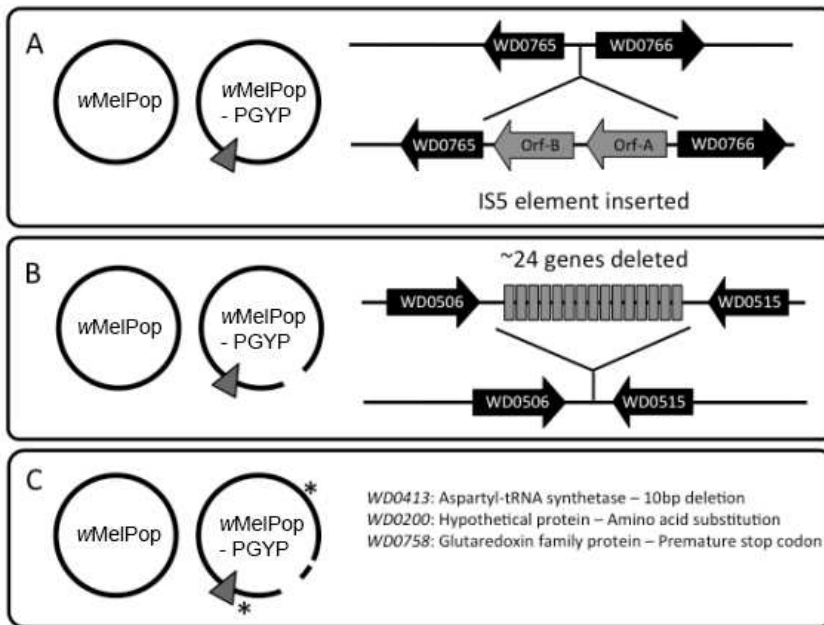 A
wMelPop
wMelPop
- PGYP
WD0765 WD0766
WD0765 Orf-B Orf-A WD0766
IS5 element inserted
B
wMelPop
wMelPop
- PGYP
~24 genes deleted
WD0506 WD0515
WD0506 WD0515
C
wMelPop
wMelPop
- PGYP
*
*
WD0413: Aspartyl-tRNA synthetase – 10bp deletion
WD0200: Hypothetical protein – Amino acid substitution
WD0758: Glutaredoxin family protein – Premature stop codon